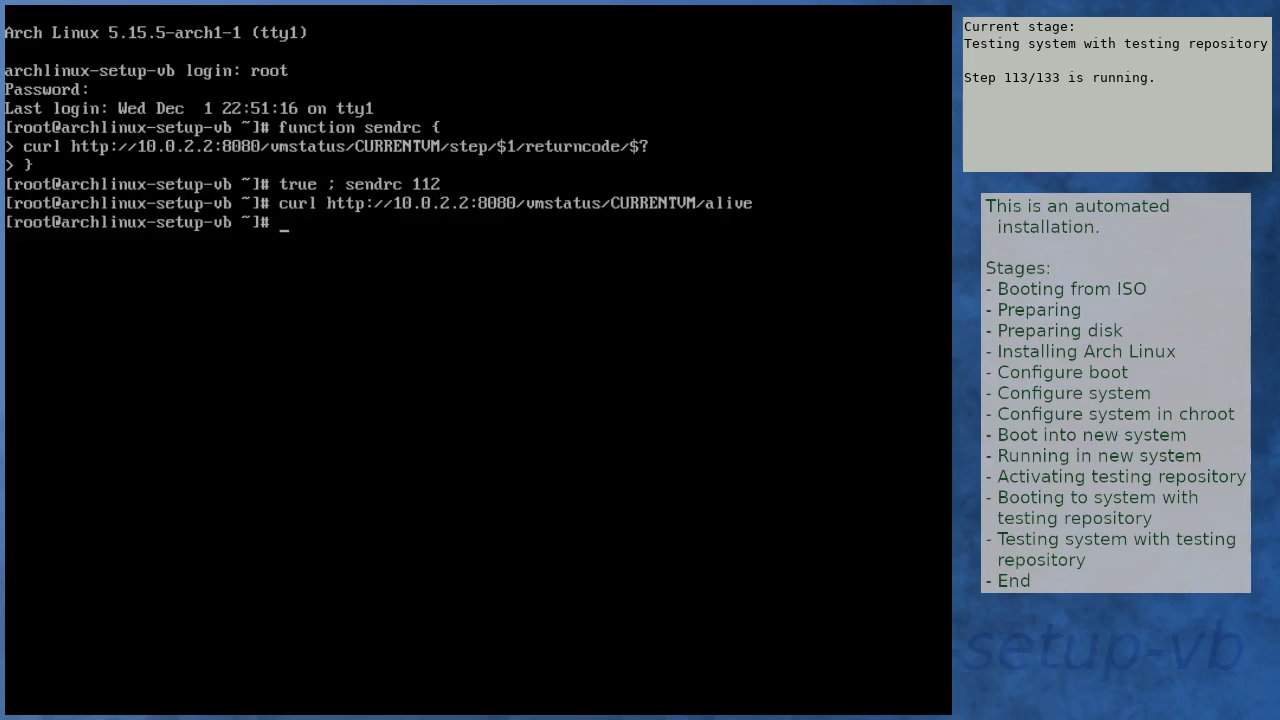 Arch Linux 5.15.5-arch1-1 (tty1)
archlinux-setup-vb login: root
Password:
Last login: Wed Dec  1 22:51:16 on tty1
[root@archlinux-setup-vb ~]# function sendrc {
> curl http://10.0.2.2:8080/vmstatus/CURRENTVM/step/$1/returncode/$?
> }
[root@archlinux-setup-vb ~]# true ; sendrc 112
[root@archlinux-setup-vb ~]# curl http://10.0.2.2:8080/vmstatus/CURRENTVM/alive
[root@archlinux-setup-vb ~]# _
Current stage:
Testing system with testing repository
Step 113/133 is running.
This is an automated
installation.
Stages:
- Booting from ISO
- Preparing
- Preparing disk
- Installing Arch Linux
- Configure boot
- Configure system
- Configure system in chroot
- Boot into new system
- Running in new system
- Activating testing repository
- Booting to system with
testing repository
- Testing system with testing
repository
- End
setup-vb